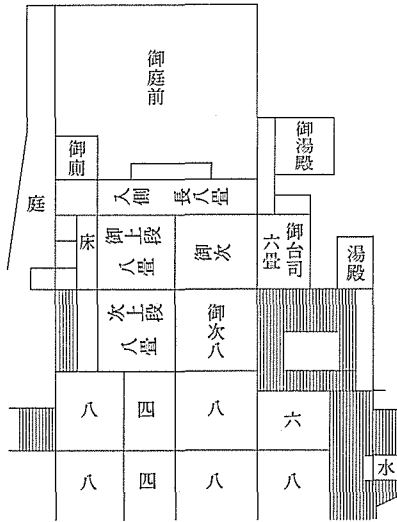 御庭前
御湯殿
御廁
庭
入側
長八畳
床
御上段
八畳
御次
御台司
六畳
湯殿
次上段
八畳
御次八
八
四
八
六
水
八
四
八
八